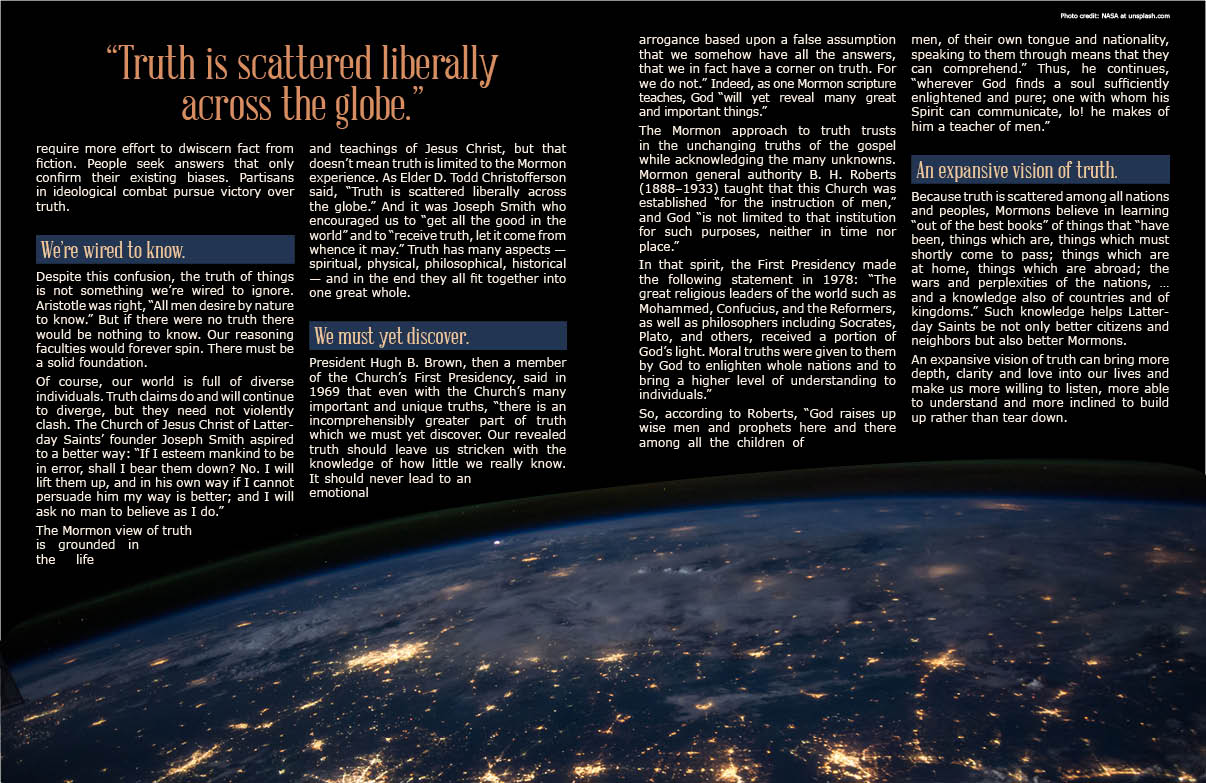 Photo credit: NASA at unsplash.com
“Truth is scattered liberally
across the globe.”
require more effort to dwiscern fact from
fiction. People seek answers that only
confirm their existing biases. Partisans
in ideological combat pursue victory over
truth.
We’re wired to know.
Despite this confusion, the truth of things
is not something we’re wired to ignore.
Aristotle was right, “All men desire by nature
to know.” But if there were no truth there
would be nothing to know. Our reasoning
faculties would forever spin. There must be
a solid foundation.
Of course, our world is full of diverse
individuals. Truth claims do and will continue
to diverge, but they need not violently
clash. The Church of Jesus Christ of Latter-
day Saints’ founder Joseph Smith aspired
to a better way: “If I esteem mankind to be
in error, shall I bear them down? No. I will
lift them up, and in his own way if I cannot
persuade him my way is better; and I will
ask no man to believe as I do.”
The Mormon view of truth
is grounded in
the life
and teachings of Jesus Christ, but that
doesn’t mean truth is limited to the Mormon
experience. As Elder D. Todd Christofferson
said, “Truth is scattered liberally across
the globe.” And it was Joseph Smith who
encouraged us to “get all the good in the
world” and to “receive truth, let it come from
whence it may.” Truth has many aspects —
spiritual, physical, philosophical, historical
— and in the end they all fit together into
one great whole.
We must yet discover.
President Hugh B. Brown, then a member
of the Church’s First Presidency, said in
1969 that even with the Church’s many
important and unique truths, “there is an
incomprehensibly greater part of truth
which we must yet discover. Our revealed
truth should leave us stricken with the
knowledge of how little we really know.
It should never lead to an
emotional
arrogance based upon a false assumption
that we somehow have all the answers,
that we in fact have a corner on truth. For
we do not.” Indeed, as one Mormon scripture
teaches, God “will yet reveal many great
and important things.”
The Mormon approach to truth trusts
in the unchanging truths of the gospel
while acknowledging the many unknowns.
Mormon general authority B. H. Roberts
(1888–1933) taught that this Church was
established “for the instruction of men,”
and God “is not limited to that institution
for such purposes, neither in time nor
place.”
In that spirit, the First Presidency made
the following statement in 1978: “The
great religious leaders of the world such as
Mohammed, Confucius, and the Reformers,
as well as philosophers including Socrates,
Plato, and others, received a portion of
God’s light. Moral truths were given to them
by God to enlighten whole nations and to
bring a higher level of understanding to
individuals.”
So, according to Roberts, “God raises up
wise men and prophets here and there
among all the children of
men, of their own tongue and nationality,
speaking to them through means that they
can comprehend.” Thus, he continues,
“wherever God finds a soul sufficiently
enlightened and pure; one with whom his
Spirit can communicate, lo! he makes of
him a teacher of men.”
An expansive vision of truth.
Because truth is scattered among all nations
and peoples, Mormons believe in learning
“out of the best books” of things that “have
been, things which are, things which must
shortly come to pass; things which are
at home, things which are abroad; the
wars and perplexities of the nations, …
and a knowledge also of countries and of
kingdoms.” Such knowledge helps Latter-
day Saints be not only better citizens and
neighbors but also better Mormons.
An expansive vision of truth can bring more
depth, clarity and love into our lives and
make us more willing to listen, more able
to understand and more inclined to build
up rather than tear down.